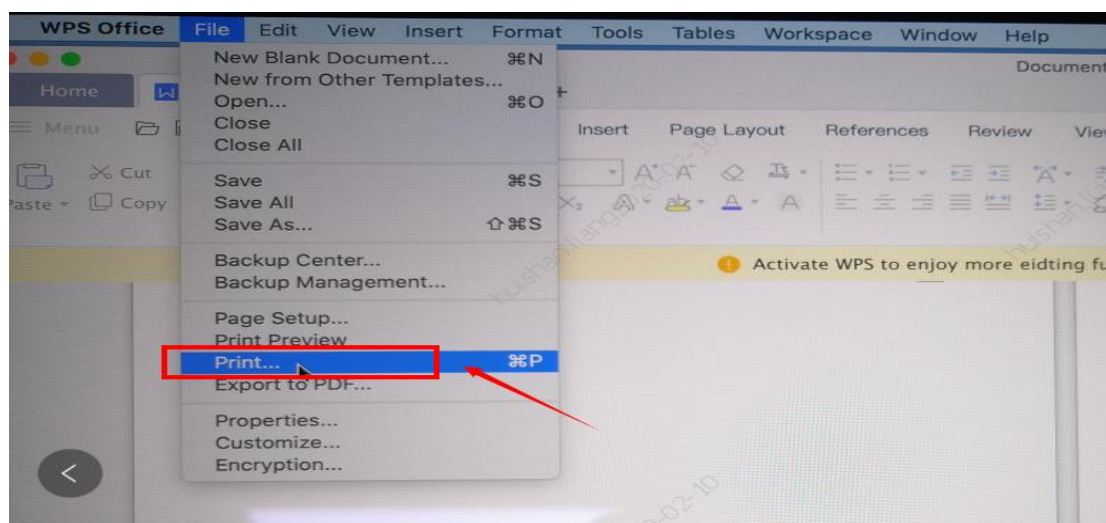 WPS Office File Edit View Insert Format Tools Tables Workspace Window Help
New Blank Document... ⌘N
Document
New from Other Templates...
Home
+
Open... ⌘O
Menu
Close
Insert Page Layout References Review View
Close All
Cut
Save ⌘S
Paste Copy
Save All
Save As... ⇧⌘S
Backup Center...
Activate WPS to enjoy more eidting fu
Backup Management...
Page Setup...
Print Preview
Print... ⌘P
Export to PDF...
Properties...
Customize...
Encryption...
<